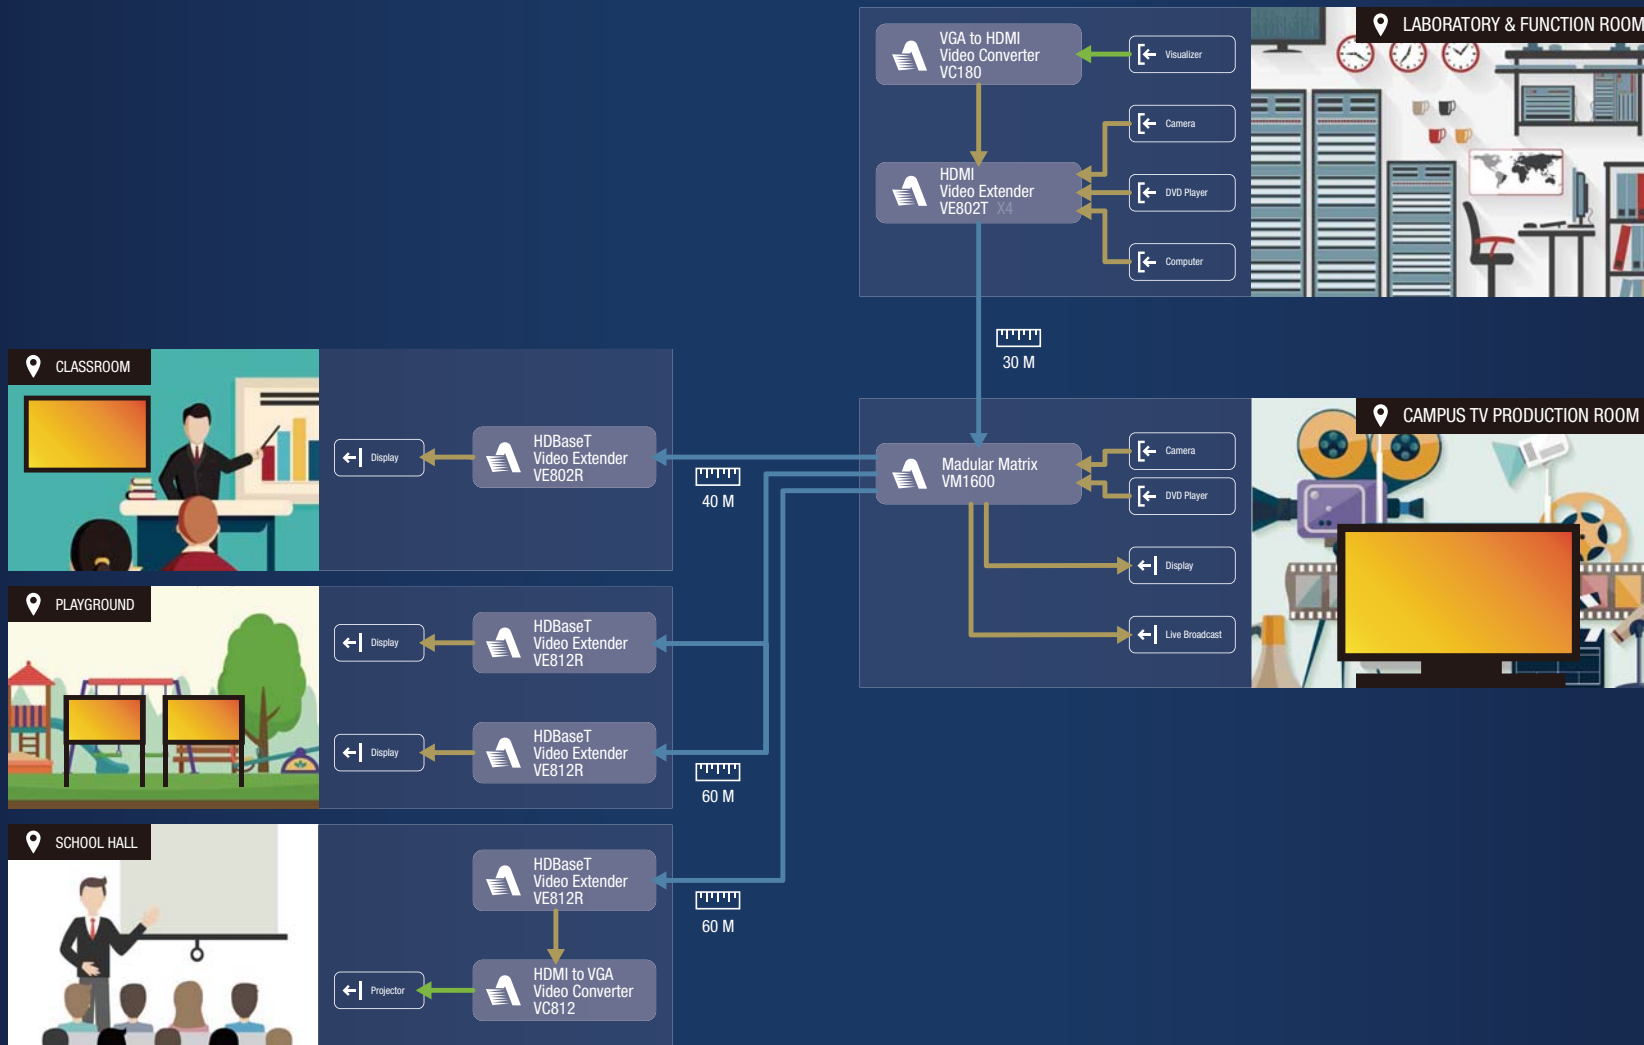 LABORATORY & FUNCTION ROOM
VGA to HDMI
Video Converter
VC180
Visualizer
Camera
HDMI
Video Extender
VE802T X4
DVD Player
Computer
30 M
CLASSROOM
Display
HDBaseT
Video Extender
VE802R
40 M
CAMPUS TV PRODUCTION ROOM
Madular Matrix
VM1600
Camera
DVD Player
Display
Live Broadcast
PLAYGROUND
Display
HDBaseT
Video Extender
VE812R
Display
HDBaseT
Video Extender
VE812R
60 M
SCHOOL HALL
HDBaseT
Video Extender
VE812R
60 M
Projector
HDMI to VGA
Video Converter
VC812